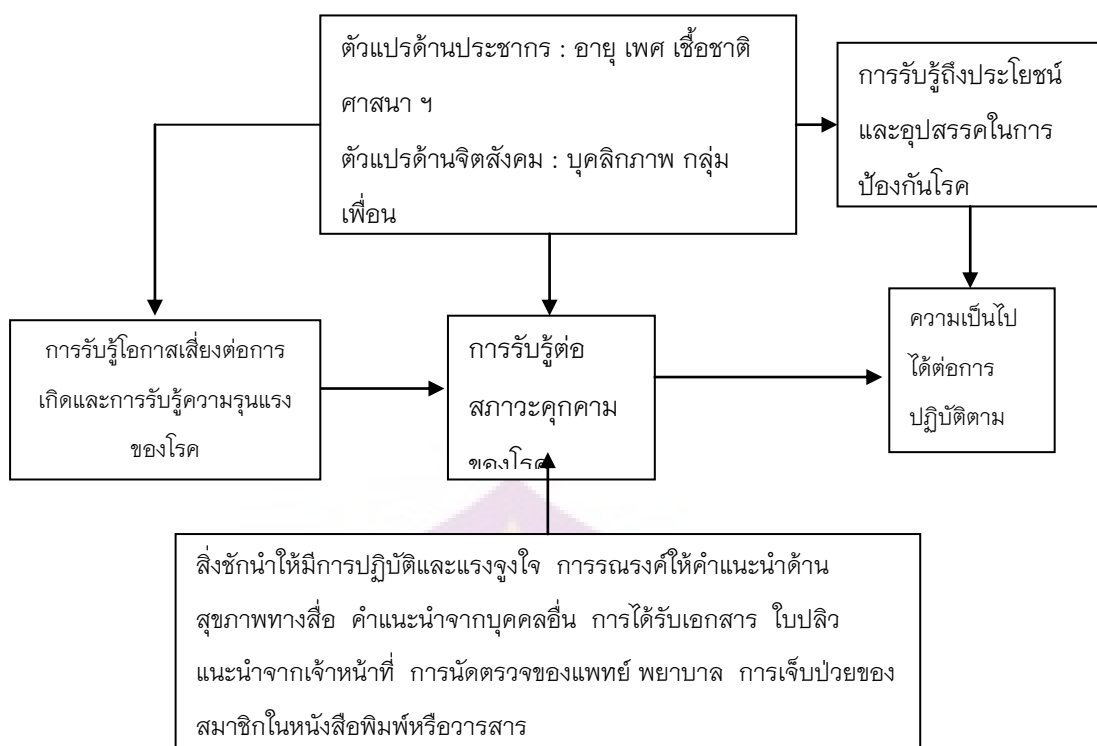 ตัวแปรด้านประชากร : อายุ เพศ เชื้อชาติ
ศาสนา ฯ
ตัวแปรด้านจิตสังคม : บุคลิกภาพ กลุ่ม
เพื่อน
การรับรู้ถึงประโยชน์
และอุปสรรคในการ
ป้องกันโรค
การรับรู้โอกาสเสี่ยงต่อการ
เกิดและการรับรู้ความรุนแรง
ของโรค
การรับรู้ต่อ
สภาวะคุกคาม
ของโรค
ความเป็นไป
ได้ต่อการ
ปฏิบัติตาม
สิ่งชักนำให้มีการปฏิบัติและแรงจูงใจ การรณรงค์ให้คำแนะนำด้าน
สุขภาพทางสื่อ คำแนะนำจากบุคคลอื่น การได้รับเอกสาร ใบปลิว
แนะนำจากเจ้าหน้าที่ การนัดตรวจของแพทย์ พยาบาล การเจ็บป่วยของ
สมาชิกในหนังสือพิมพ์หรือวารสาร